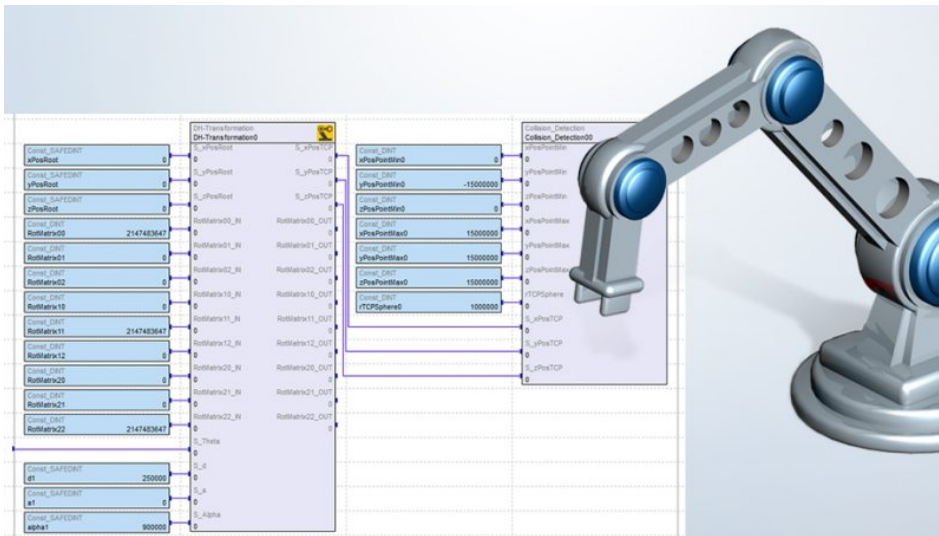 DH-Transformation
DH-Transformation0
Const_SAFEDINT
xPosRoot 0
Const_SAFEDINT
yPosRoot 0
Const_SAFEDINT
zPosRoot 0
Const_DINT
RotMatrix00 2147483647
Const_DINT
RotMatrix01 0
Const_DINT
RotMatrix02 0
Const_DINT
RotMatrix10 0
Const_DINT
RotMatrix11 2147483647
Const_DINT
RotMatrix12 0
Const_DINT
RotMatrix20 0
Const_DINT
RotMatrix21 0
Const_DINT
RotMatrix22 2147483647
Const_SAFEDINT
d1 250000
Const_SAFEDINT
a1 0
Const_SAFEDINT
alpha1 900000
S_xPosRoot S_xPosTCP
0 0
S_yPosRoot S_yPosTCP
0 0
S_zPosRoot S_zPosTCP
0 0
RotMatrix00_IN RotMatrix00_OUT
0 0
RotMatrix01_IN RotMatrix01_OUT
0 0
RotMatrix02_IN RotMatrix02_OUT
0 0
RotMatrix10_IN RotMatrix10_OUT
0 0
RotMatrix11_IN RotMatrix11_OUT
0 0
RotMatrix12_IN RotMatrix12_OUT
0 0
RotMatrix20_IN RotMatrix20_OUT
0 0
RotMatrix21_IN RotMatrix21_OUT
0 0
RotMatrix22_IN RotMatrix22_OUT
0 0
S_Theta
0
S_d
0
S_a
0
S_Alpha
0
Const_DINT
xPosPointMin0 0
Const_DINT
yPosPointMin0 -15000000
Const_DINT
zPosPointMin0 0
Const_DINT
xPosPointMax0 15000000
Const_DINT
yPosPointMax0 15000000
Const_DINT
zPosPointMax0 15000000
Const_DINT
rTCPSphere0 1000000
Collision_Detection
Collision_Detection00
xPosPointMin
0
yPosPointMin
0
zPosPointMin
0
xPosPointMax
0
yPosPointMax
0
zPosPointMax
0
rTCPSphere
0
S_xPosTCP
0
S_yPosTCP
0
S_zPosTCP
0